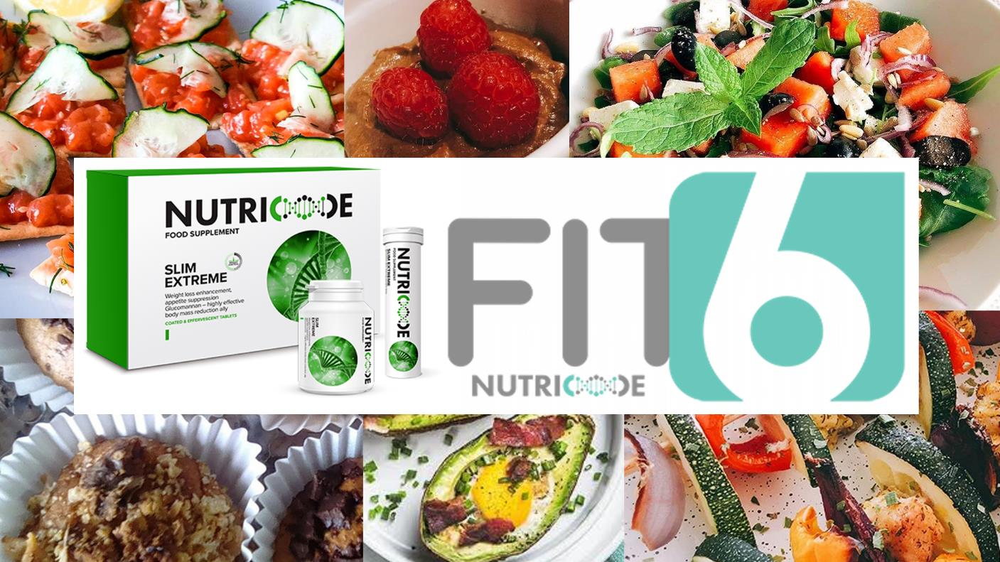 NUTRICODE
FOOD SUPPLEMENT
SLIM
EXTREME
Weight loss enhancement,
appetite suppression
Glucomannan – highly effective
body mass reduction ally
COATED & EFFERVESCENT TABLETS
NUTRICODE
SLIM
EXTREME
NUTRICODE
FOOD SUPPLEMENT
SLIM EXTREME
FIT6
NUTRICODE